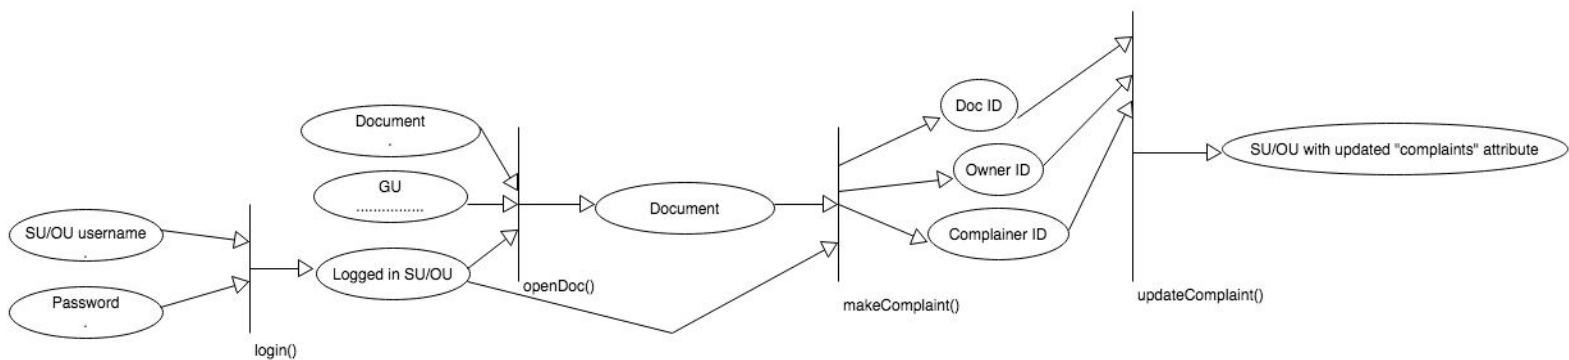 Document
.
GU
.................
SU/OU username
.
Password
.
login()
Logged in SU/OU
openDoc()
Document
makeComplaint()
Doc ID
Owner ID
Complainer ID
updateComplaint()
SU/OU with updated "complaints" attribute